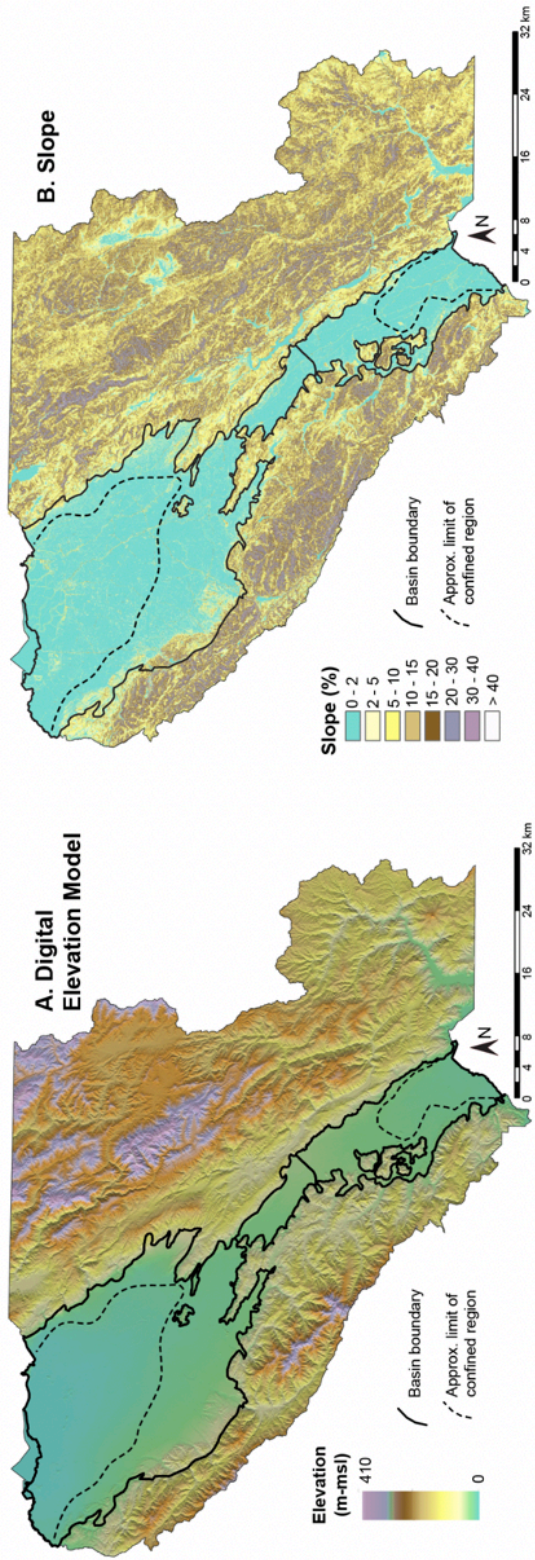 A. Digital
Elevation Model
Elevation
(m-msl)
410
0
Basin boundary
Approx. limit of
confined region
N
0 4 8 16 24 32 km
B. Slope
Slope (%)
0 - 2
2 - 5
5 - 10
10 - 15
15 - 20
20 - 30
30 - 40
> 40
Basin boundary
Approx. limit of
confined region
N
0 4 8 16 24 32 km